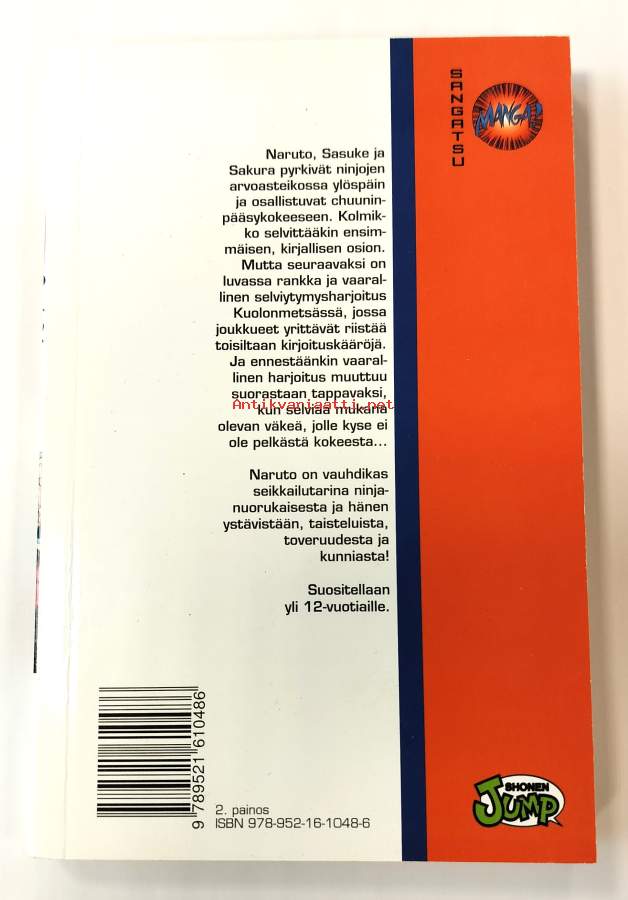 SANGATSU
MANGA!
Naruto, Sasuke ja
Sakura pyrkivät ninjojen
arvoasteikossa ylöspäin
ja osallistuvat chuunin-
pääsykokeeseen. Kolmik-
ko selvittääkin ensim-
mäisen, kirjallisen osion.
Mutta seuraavaksi on
luvassa rankka ja vaaral-
linen selviytymysharjoitus
Kuolonmetsässä, jossa
joukkueet yrittävät riistää
toisiltaan kirjoituskääröjä.
Ja ennestäänkin vaaral-
linen harjoitus muuttuu
suorastaan tappavaksi,
Antikvariaatti.net
kun selviää mukana
olevan väkeä, jolle kyse ei
ole pelkästä kokeesta...
Naruto on vauhdikas
seikkailutarina ninja-
nuorukaisesta ja hänen
ystävistään, taisteluista,
toveruudesta ja
kunniasta!
Suositellaan
yli 12-vuotiaille.
9 789521 610486
2. painos
ISBN 978-952-16-1048-6
SHONEN
JUMP